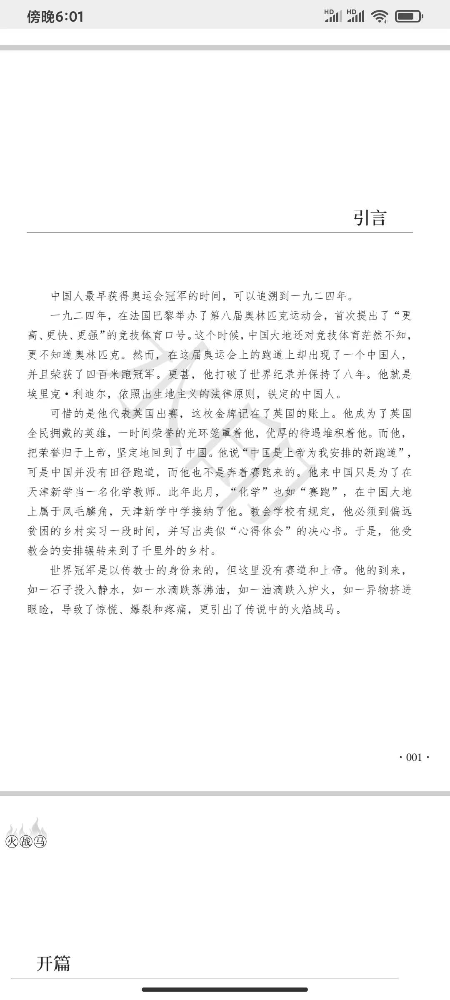 傍晚6:01
HD HD
引言
中国人最早获得奥运会冠军的时间，可以追溯到一九二四年。
一九二四年，在法国巴黎举办了第八届奥林匹克运动会，首次提出了“更
高、更快、更强”的竞技体育口号。这个时候，中国大地还对竞技体育茫然不知，
更不知道奥林匹克。然而，在这届奥运会上的跑道上却出现了一个中国人，
并且荣获了四百米跑冠军。更甚，他打破了世界纪录并保持了八年。他就是
埃里克·利迪尔，依照出生地主义的法律原则，铁定的中国人。
可惜的是他代表英国出赛，这枚金牌记在了英国的账上。他成为了英国
全民拥戴的英雄，一时间荣誉的光环笼罩着他，优厚的待遇堆积着他。而他，
把荣誉归于上帝，坚定地回到了中国。他说“中国是上帝为我安排的新跑道”，
可是中国并没有田径跑道，而他也不是奔着赛跑来的。他来中国只是为了在
天津新学当一名化学教师。此年此月，“化学”也如“赛跑”，在中国大地
上属于凤毛麟角，天津新学中学接纳了他。教会学校有规定，他必须到偏远
贫困的乡村实习一段时间，并写出类似“心得体会”的决心书。于是，他受
教会的安排辗转来到了千里外的乡村。
世界冠军是以传教士的身份来的，但这里没有赛道和上帝。他的到来，
如一石子投入静水，如一水滴跌落沸油，如一油滴跌入炉火，如一异物挤进
眼睑，导致了惊慌、爆裂和疼痛，更引出了传说中的火焰战马。
水印
·001·
火战马
开篇